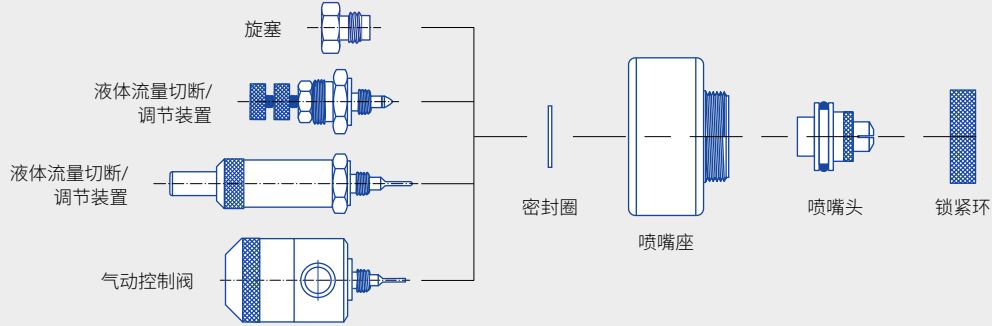 旋塞
液体流量切断/
调节装置
液体流量切断/
调节装置
气动控制阀
密封圈
喷嘴座
喷嘴头
锁紧环